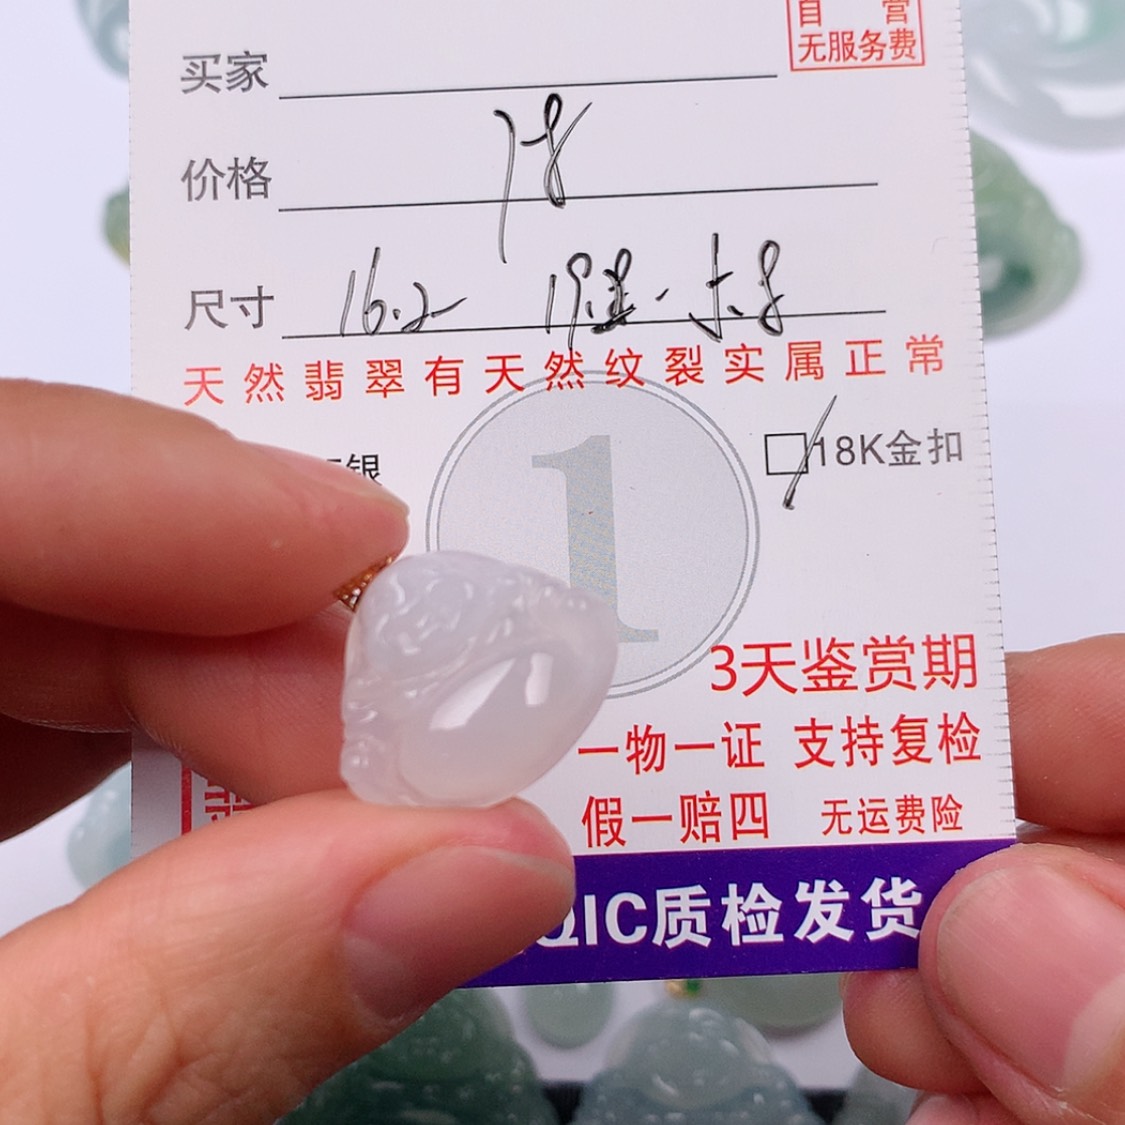 自 营
无服务费
买家
价格
尺寸 16.2
天然翡翠有天然纹裂实属正常
银
18K金扣
1
3天鉴赏期
一物一证 支持复检
假一赔四 无运费险
QIC质检发货